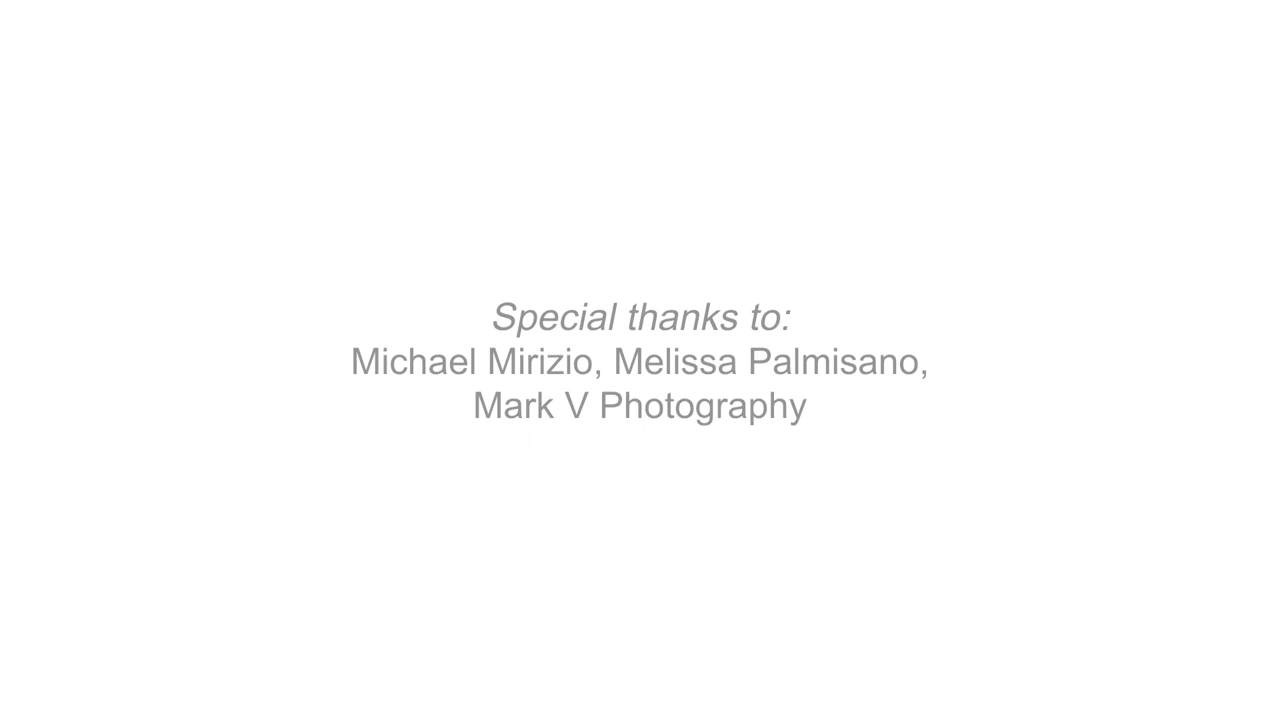 Special thanks to:
Michael Mirizio, Melissa Palmisano,
Mark V Photography